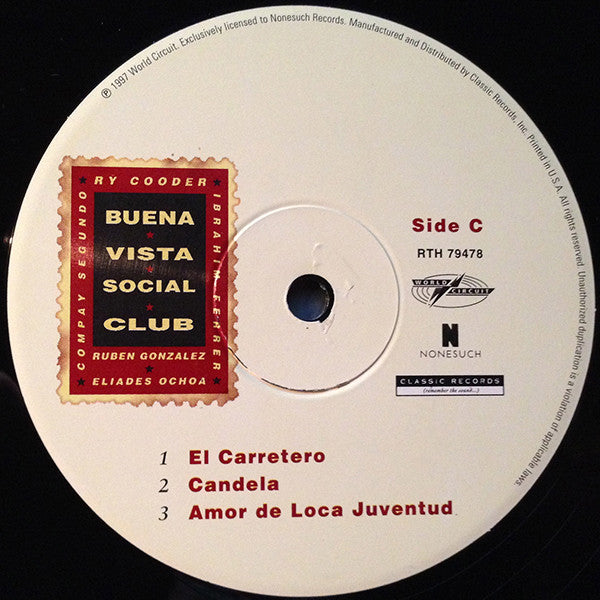 ℗ 1997 World Circuit. Exclusively licensed to Nonesuch Records. Manufactured and Distributed by Classic Records, Inc. Printed in U.S.A. All rights reserved. Unauthorized duplication is a violation of applicable laws.
RY COODER
COMPAY SEGUNDO
IBRAHIM FERRER
BUENA
VISTA
SOCIAL
CLUB
RUBEN GONZALEZ
ELIADES OCHOA
Side C
RTH 79478
WORLD CIRCUIT
N
NONESUCH
CLASSIC RECORDS
(remember the sound...)
1 El Carretero
2 Candela
3 Amor de Loca Juventud